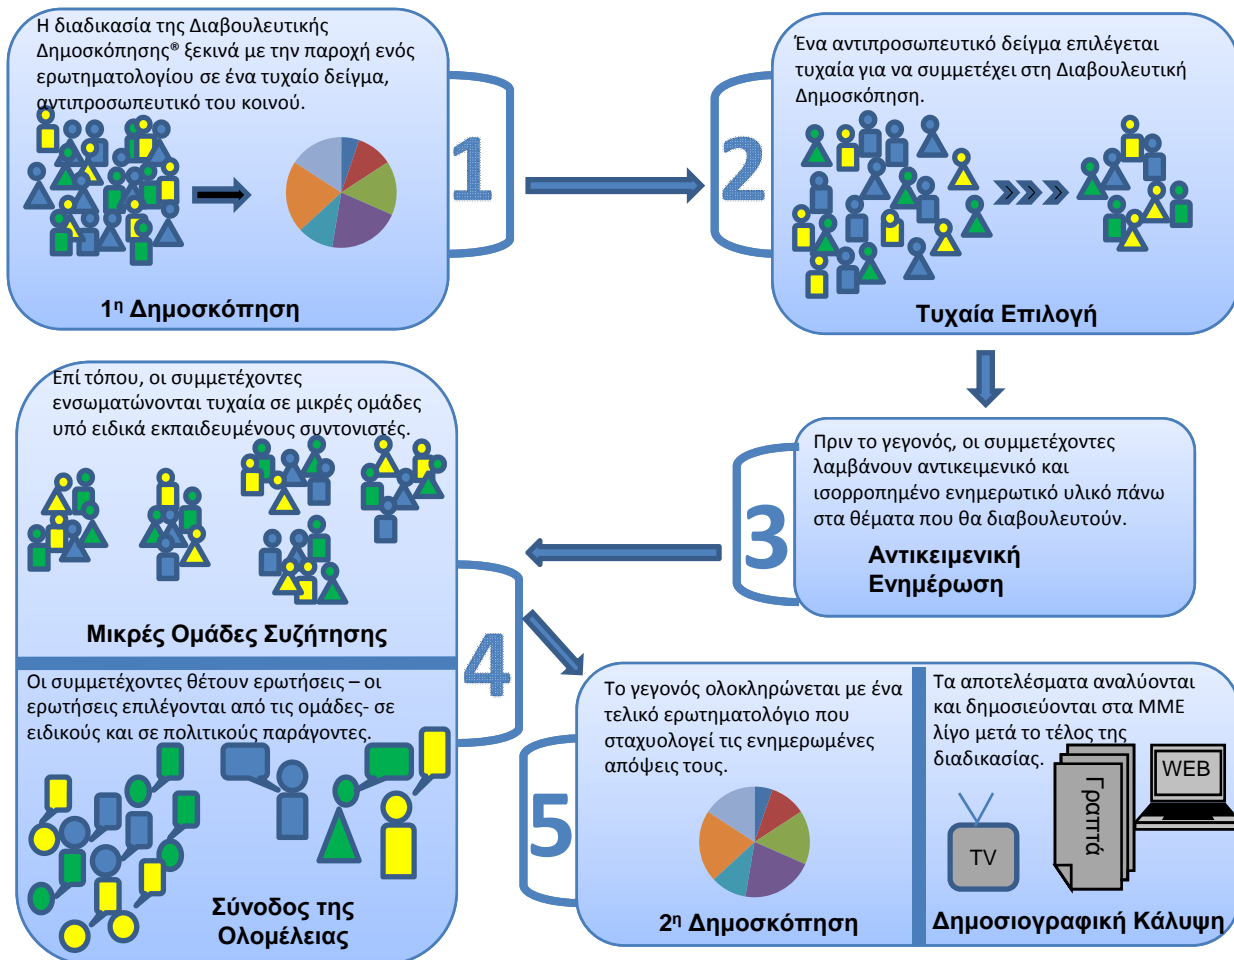 Η διαδικασία της Διαβουλευτικής
Δημοσκόπησης® ξεκινά με την παροχή ενός
ερωτηματολογίου σε ένα τυχαίο δείγμα,
αντιπροσωπευτικό του κοινού.
1η Δημοσκόπηση
1
2
Ένα αντιπροσωπευτικό δείγμα επιλέγεται
τυχαία για να συμμετέχει στη Διαβουλευτική
Δημοσκόπηση.
Τυχαία Επιλογή
3
Πριν το γεγονός, οι συμμετέχοντες
λαμβάνουν αντικειμενικό και
ισορροπημένο ενημερωτικό υλικό πάνω
στα θέματα που θα διαβουλευτούν.
Αντικειμενική
Ενημέρωση
Επί τόπου, οι συμμετέχοντες
ενσωματώνονται τυχαία σε μικρές ομάδες
υπό ειδικά εκπαιδευμένους συντονιστές.
Μικρές Ομάδες Συζήτησης
4
Οι συμμετέχοντες θέτουν ερωτήσεις – οι
ερωτήσεις επιλέγονται από τις ομάδες- σε
ειδικούς και σε πολιτικούς παράγοντες.
Σύνοδος της
Ολομέλειας
5
Το γεγονός ολοκληρώνεται με ένα
τελικό ερωτηματολόγιο που
σταχυολογεί τις ενημερωμένες
απόψεις τους.
2η Δημοσκόπηση
Τα αποτελέσματα αναλύονται
και δημοσιεύονται στα ΜΜΕ
λίγο μετά το τέλος της
διαδικασίας.
TV
Γραπτά
WEB
Δημοσιογραφική Κάλυψη